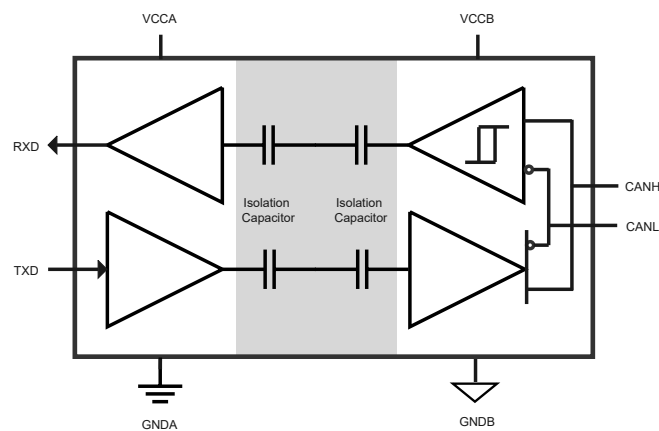 VCCA
VCCB
RXD
Isolation
Capacitor
Isolation
Capacitor
CANH
CANL
TXD
GNDA
GNDB